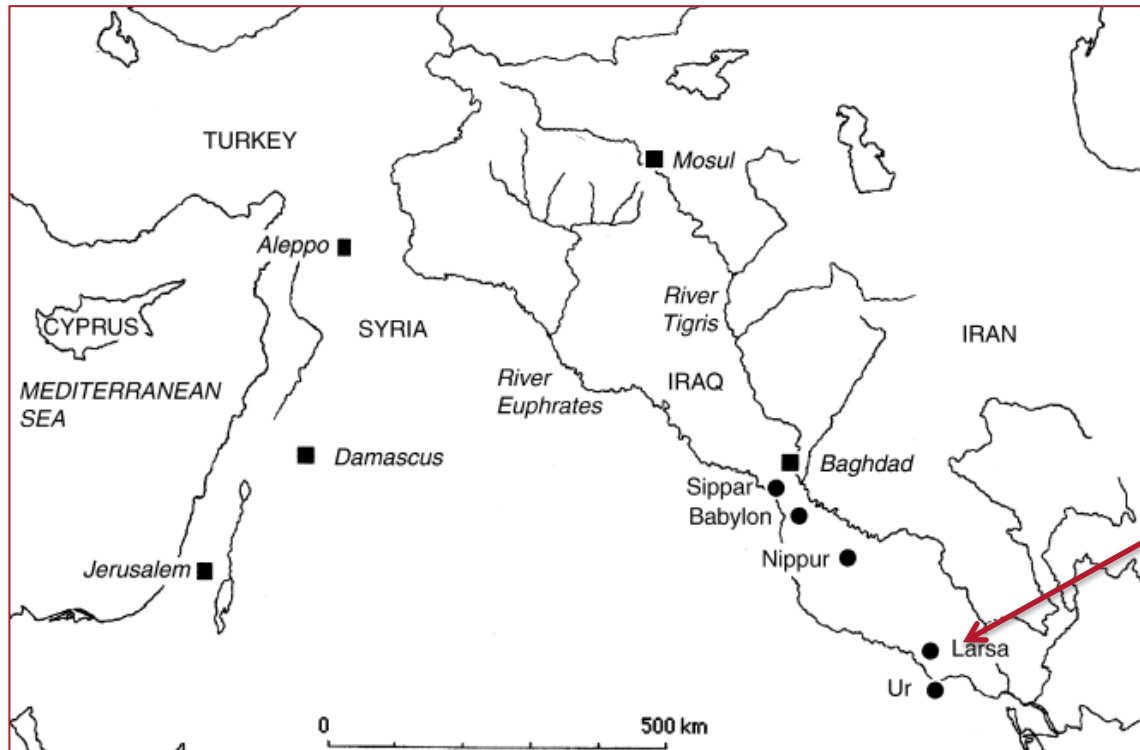 TURKEY
Mosul
Aleppo
River
Tigris
CYPRUS
SYRIA
IRAN
MEDITERRANEAN
SEA
River
Euphrates
IRAQ
Damascus
Baghdad
Sippar
Babylon
Nippur
Jerusalem
Larsa
Ur
0 500 km